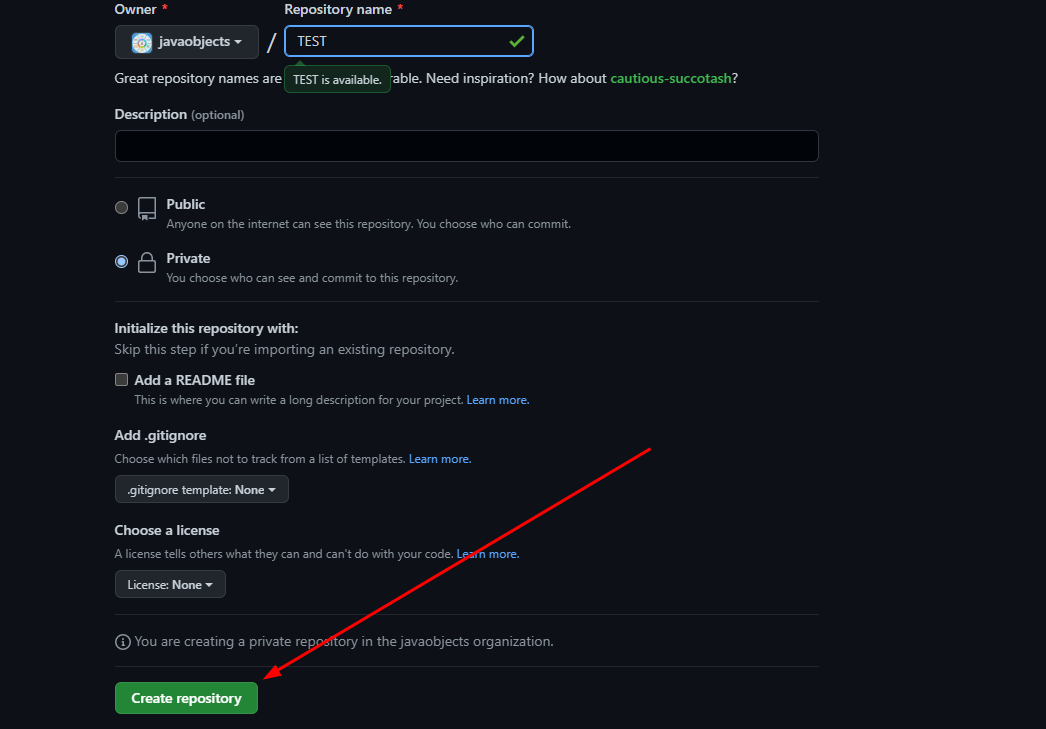 Owner * Repository name *
javaobjects / TEST
Great repository names are TEST is available. rable. Need inspiration? How about cautious-succotash?
Description (optional)
Public
Anyone on the internet can see this repository. You choose who can commit.
Private
You choose who can see and commit to this repository.
Initialize this repository with:
Skip this step if you're importing an existing repository.
Add a README file
This is where you can write a long description for your project. Learn more.
Add .gitignore
Choose which files not to track from a list of templates. Learn more.
.gitignore template: None
Choose a license
A license tells others what they can and can't do with your code. Learn more.
License: None
You are creating a private repository in the javaobjects organization.
Create repository